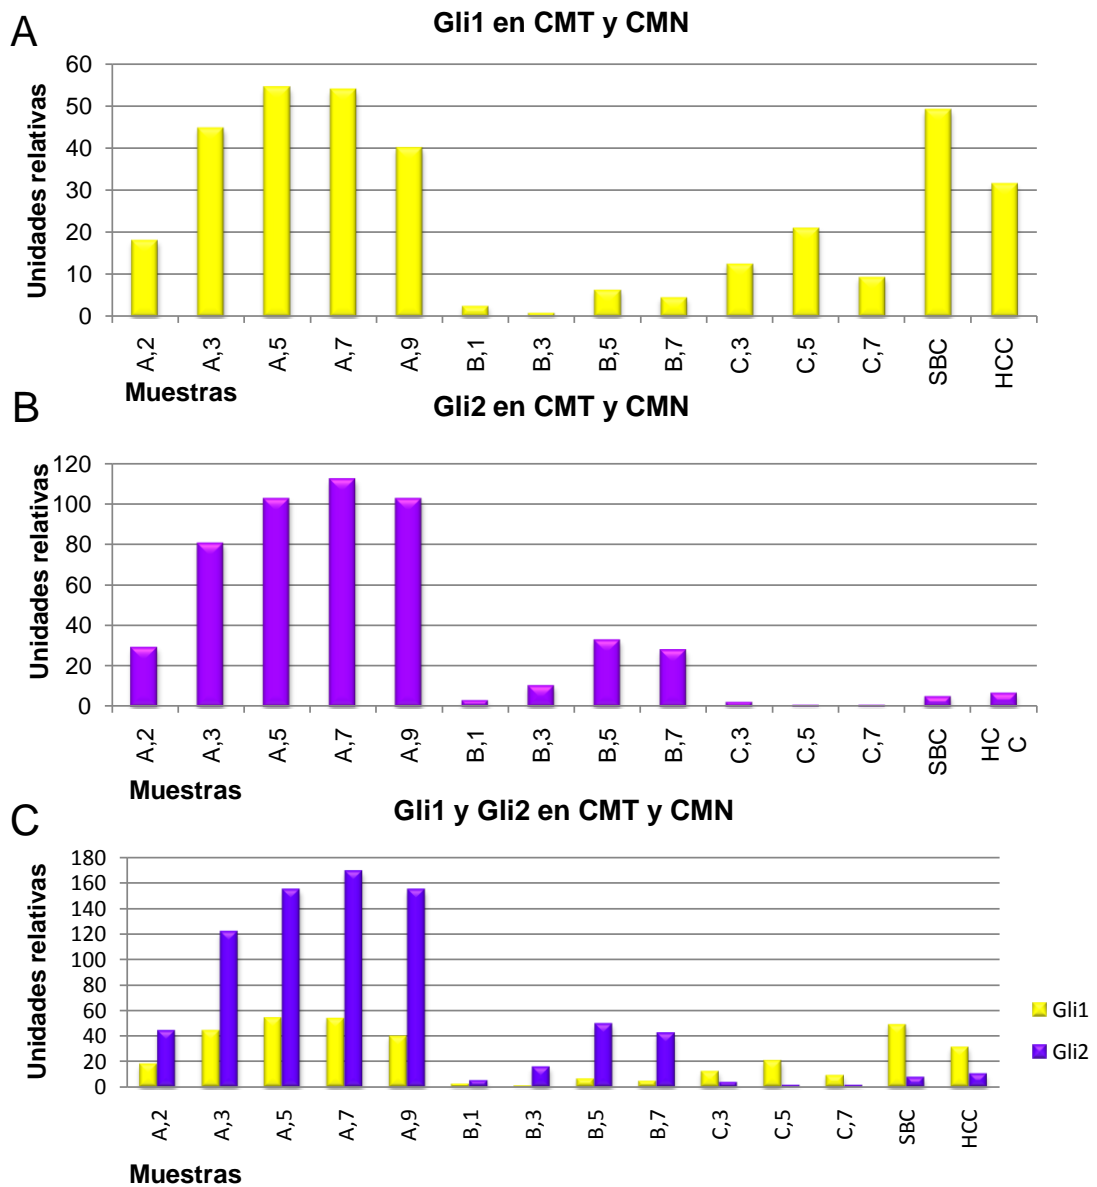 A
Gli1 en CMT y CMN
Unidades relativas
60
50
40
30
20
10
0
A,2 A,3 A,5 A,7 A,9 B,1 B,3 B,5 B,7 C,3 C,5 C,7 SBC HCC
Muestras
B
Gli2 en CMT y CMN
Unidades relativas
120
100
80
60
40
20
0
A,2 A,3 A,5 A,7 A,9 B,1 B,3 B,5 B,7 C,3 C,5 C,7 SBC HC
C
Muestras
C
Gli1 y Gli2 en CMT y CMN
Unidades relativas
180
160
140
120
100
80
60
40
20
0
A,2 A,3 A,5 A,7 A,9 B,1 B,3 B,5 B,7 C,3 C,5 C,7 SBC HCC
Muestras
Gli1
Gli2